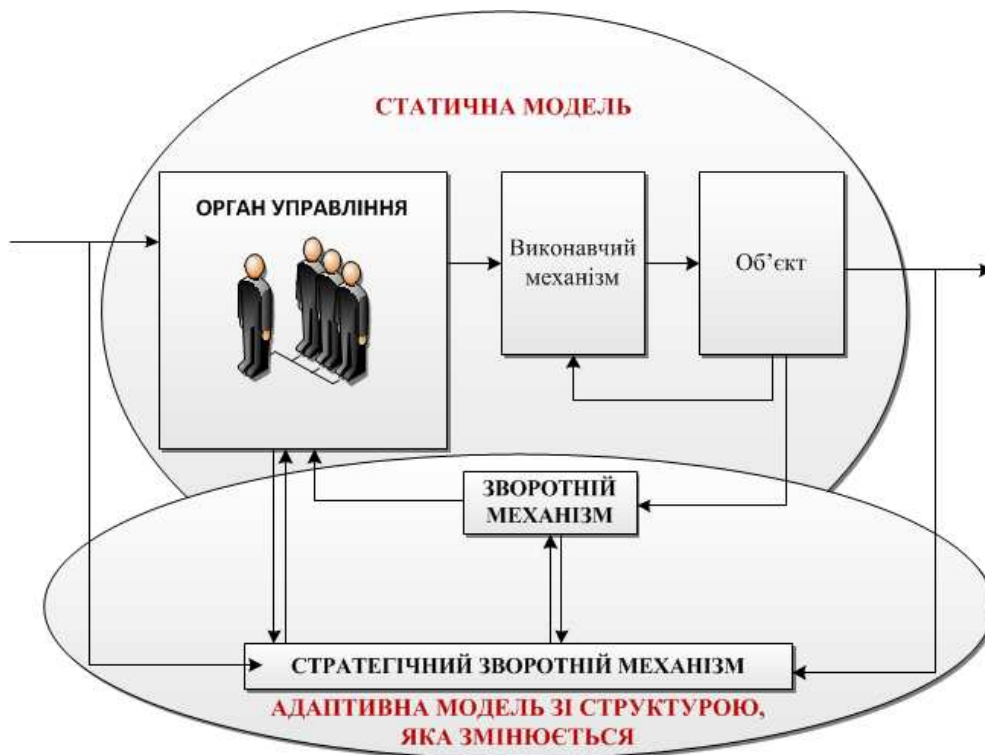 СТАТИЧНА МОДЕЛЬ
ОРГАН УПРАВЛІННЯ
Виконавчий
механізм
Об’єкт
ЗВОРОТНІЙ
МЕХАНІЗМ
СТРАТЕГІЧНИЙ ЗВОРОТНІЙ МЕХАНІЗМ
АДАПТИВНА МОДЕЛЬ ЗІ СТРУКТУРОЮ,
ЯКА ЗМІНЮЄТЬСЯ